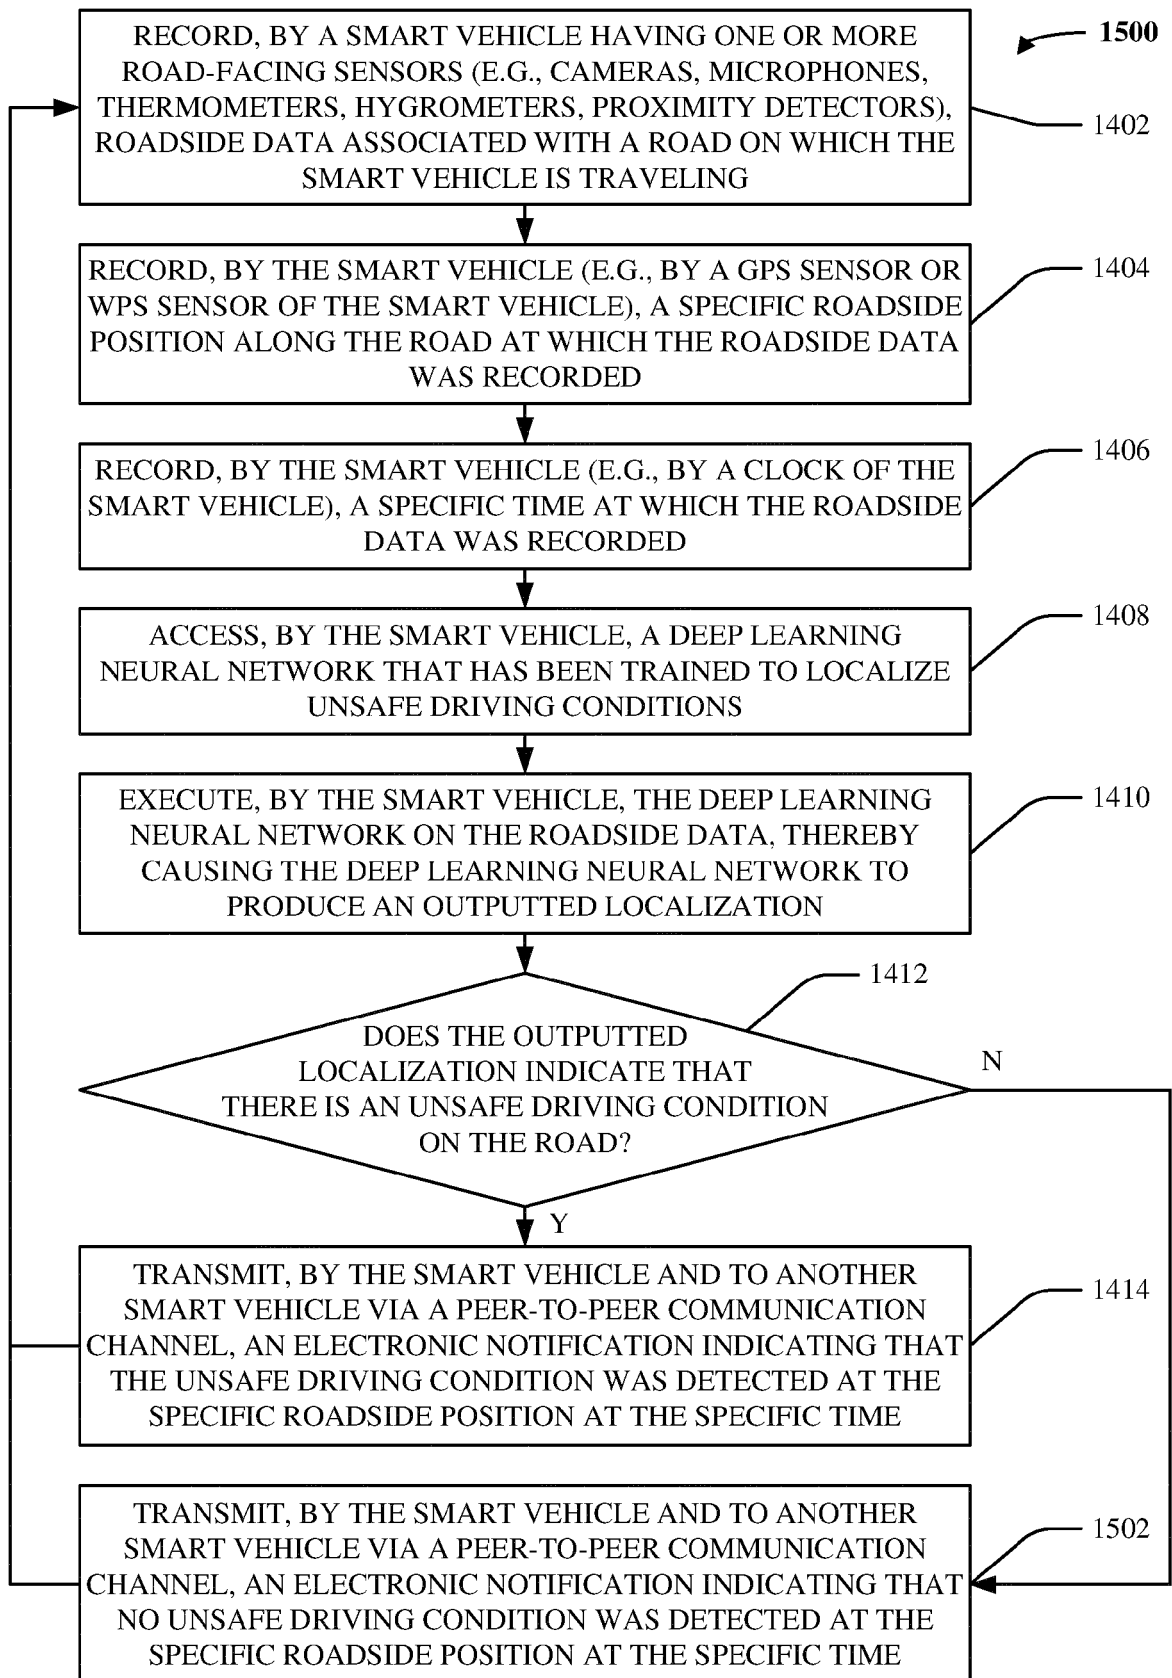 1500
RECORD, BY A SMART VEHICLE HAVING ONE OR MORE
ROAD-FACING SENSORS (E.G., CAMERAS, MICROPHONES,
THERMOMETERS, HYGROMETERS, PROXIMITY DETECTORS),
ROADSIDE DATA ASSOCIATED WITH A ROAD ON WHICH THE
SMART VEHICLE IS TRAVELING
1402
RECORD, BY THE SMART VEHICLE (E.G., BY A GPS SENSOR OR
WPS SENSOR OF THE SMART VEHICLE), A SPECIFIC ROADSIDE
POSITION ALONG THE ROAD AT WHICH THE ROADSIDE DATA
WAS RECORDED
1404
RECORD, BY THE SMART VEHICLE (E.G., BY A CLOCK OF THE
SMART VEHICLE), A SPECIFIC TIME AT WHICH THE ROADSIDE
DATA WAS RECORDED
1406
ACCESS, BY THE SMART VEHICLE, A DEEP LEARNING
NEURAL NETWORK THAT HAS BEEN TRAINED TO LOCALIZE
UNSAFE DRIVING CONDITIONS
1408
EXECUTE, BY THE SMART VEHICLE, THE DEEP LEARNING
NEURAL NETWORK ON THE ROADSIDE DATA, THEREBY
CAUSING THE DEEP LEARNING NEURAL NETWORK TO
PRODUCE AN OUTPUTTED LOCALIZATION
1410
1412
DOES THE OUTPUTTED
LOCALIZATION INDICATE THAT
THERE IS AN UNSAFE DRIVING CONDITION
ON THE ROAD?
N
Y
TRANSMIT, BY THE SMART VEHICLE AND TO ANOTHER
SMART VEHICLE VIA A PEER-TO-PEER COMMUNICATION
CHANNEL, AN ELECTRONIC NOTIFICATION INDICATING THAT
THE UNSAFE DRIVING CONDITION WAS DETECTED AT THE
SPECIFIC ROADSIDE POSITION AT THE SPECIFIC TIME
1414
TRANSMIT, BY THE SMART VEHICLE AND TO ANOTHER
SMART VEHICLE VIA A PEER-TO-PEER COMMUNICATION
CHANNEL, AN ELECTRONIC NOTIFICATION INDICATING THAT
NO UNSAFE DRIVING CONDITION WAS DETECTED AT THE
SPECIFIC ROADSIDE POSITION AT THE SPECIFIC TIME
1502